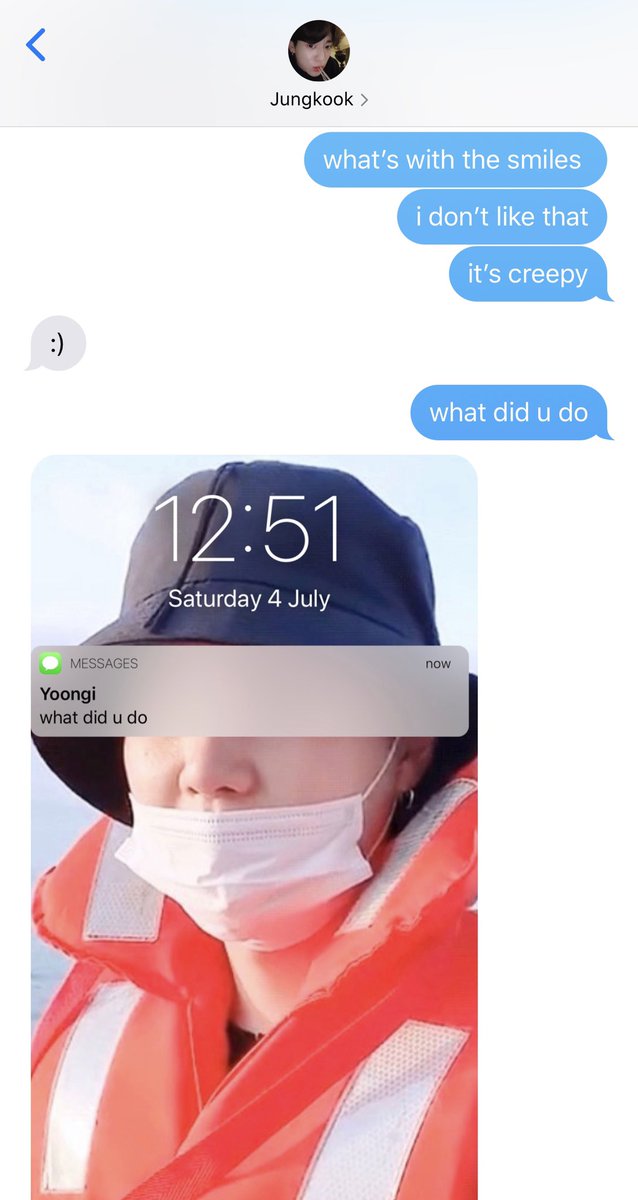 Jungkook
what’s with the smiles
i don’t like that
it’s creepy
:)
what did u do
12:51
Saturday 4 July
MESSAGES now
Yoongi
what did u do